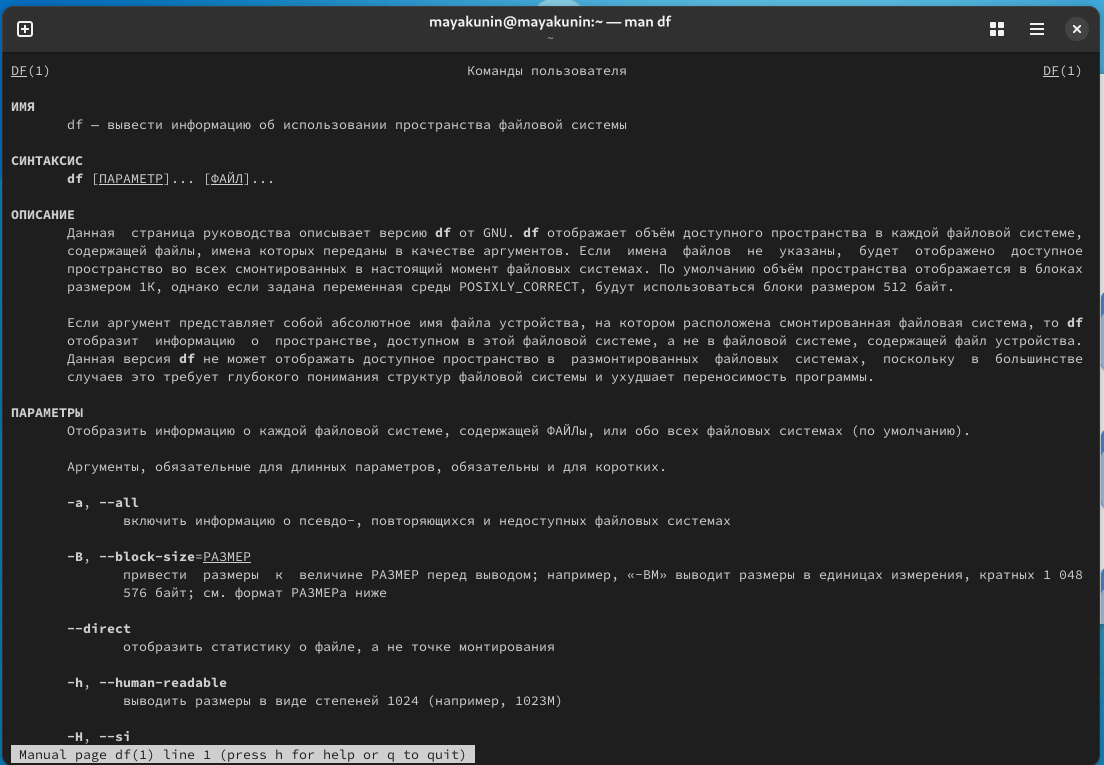 mayakunin@mayakunin:~ — man df
~
DF(1) Команды пользователя DF(1)
ИМЯ
df — вывести информацию об использовании пространства файловой системы
СИНТАКСИС
df [ПАРАМЕТР]... [ФАЙЛ]...
ОПИСАНИЕ
Данная страница руководства описывает версию df от GNU. df отображает объём доступного пространства в каждой файловой системе,
содержащей файлы, имена которых переданы в качестве аргументов. Если имена файлов не указаны, будет отображено доступное
пространство во всех смонтированных в настоящий момент файловых системах. По умолчанию объём пространства отображается в блоках
размером 1K, однако если задана переменная среды POSIXLY_CORRECT, будут использоваться блоки размером 512 байт.
Если аргумент представляет собой абсолютное имя файла устройства, на котором расположена смонтированная файловая система, то df
отобразит информацию о пространстве, доступном в этой файловой системе, а не в файловой системе, содержащей файл устройства.
Данная версия df не может отображать доступное пространство в размонтированных файловых системах, поскольку в большинстве
случаев это требует глубокого понимания структур файловой системы и ухудшает переносимость программы.
ПАРАМЕТРЫ
Отобразить информацию о каждой файловой системе, содержащей ФАЙЛы, или обо всех файловых системах (по умолчанию).
Аргументы, обязательные для длинных параметров, обязательны и для коротких.
-a, --all
включить информацию о псевдо-, повторяющихся и недоступных файловых системах
-B, --block-size=РАЗМЕР
привести размеры к величине РАЗМЕР перед выводом; например, «-BM» выводит размеры в единицах измерения, кратных 1 048
576 байт; см. формат РАЗМЕРа ниже
--direct
отобразить статистику о файле, а не точке монтирования
-h, --human-readable
выводить размеры в виде степеней 1024 (например, 1023M)
-H, --si
Manual page df(1) line 1 (press h for help or q to quit)